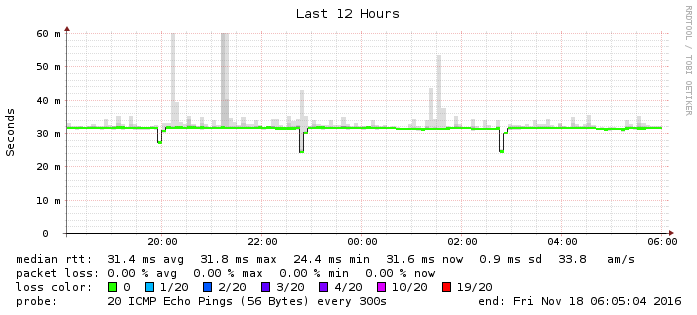 Last 12 Hours
RRDTOOL / TOBI OETIKER
Seconds
60 m
50 m
40 m
30 m
20 m
10 m
0
20:00 22:00 00:00 02:00 04:00 06:00
median rtt: 31.4 ms avg 31.8 ms max 24.4 ms min 31.6 ms now 0.9 ms sd 33.8 am/s
packet loss: 0.00 % avg 0.00 % max 0.00 % min 0.00 % now
loss color: 0 1/20 2/20 3/20 4/20 10/20 19/20
probe: 20 ICMP Echo Pings (56 Bytes) every 300s end: Fri Nov 18 06:05:04 2016